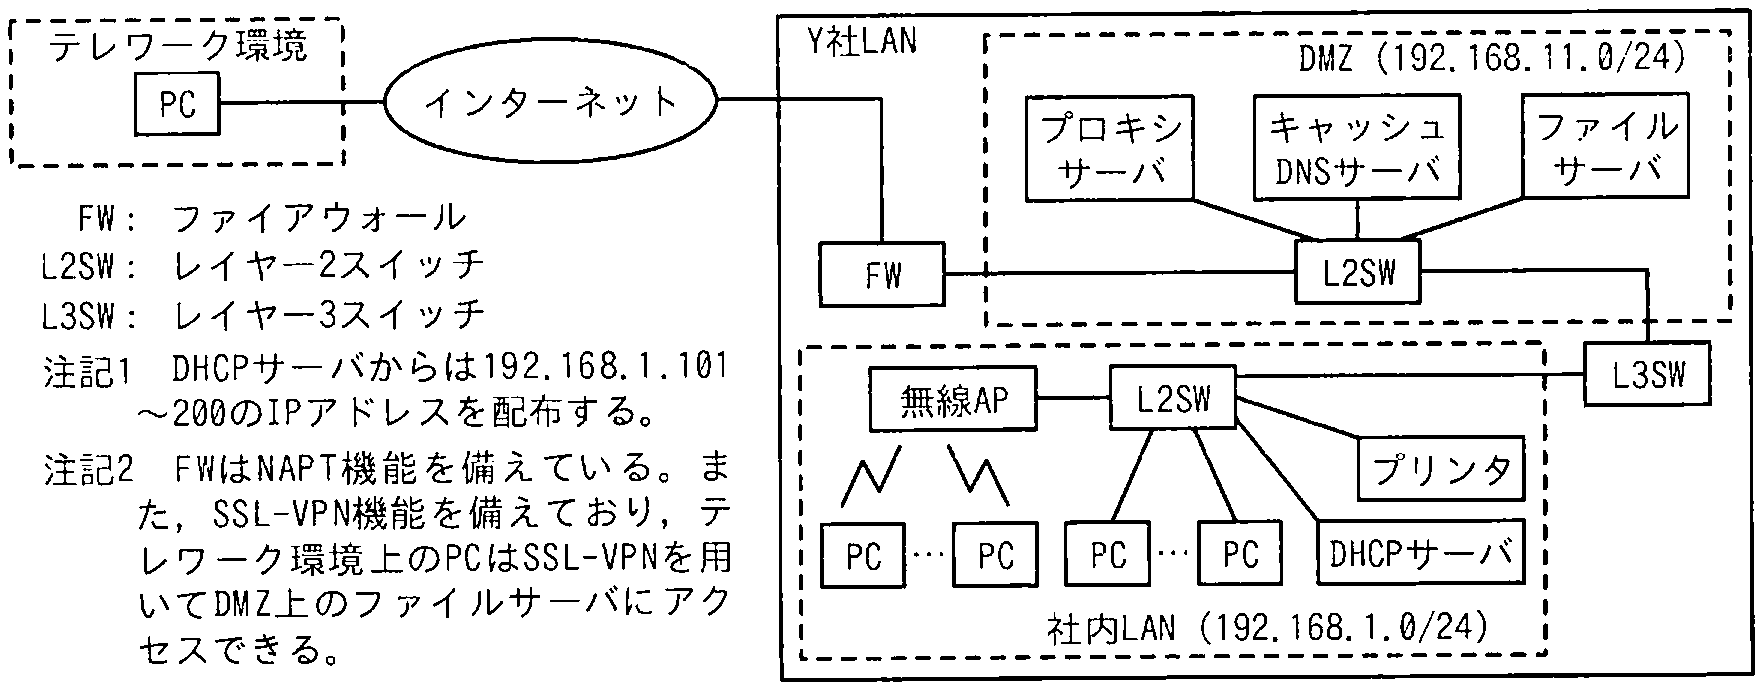 テレワーク環境
PC
インターネット
Y社LAN
DMZ (192.168.11.0/24)
プロキシ
サーバ
キャッシュ
DNSサーバ
ファイル
サーバ
FW
L2SW
L3SW
FW: ファイアウォール
L2SW: レイヤー2スイッチ
L3SW: レイヤー3スイッチ
注記1 DHCPサーバからは192.168.1.101
～200のIPアドレスを配布する。
注記2 FWはNAPT機能を備えている。ま
た,SSL-VPN機能を備えており,テ
レワーク環境上のPCはSSL-VPNを用
いてDMZ上のファイルサーバにアク
セスできる。
無線AP
L2SW
プリンタ
PC…PC
PC…PC
DHCPサーバ
社内LAN (192.168.1.0/24)